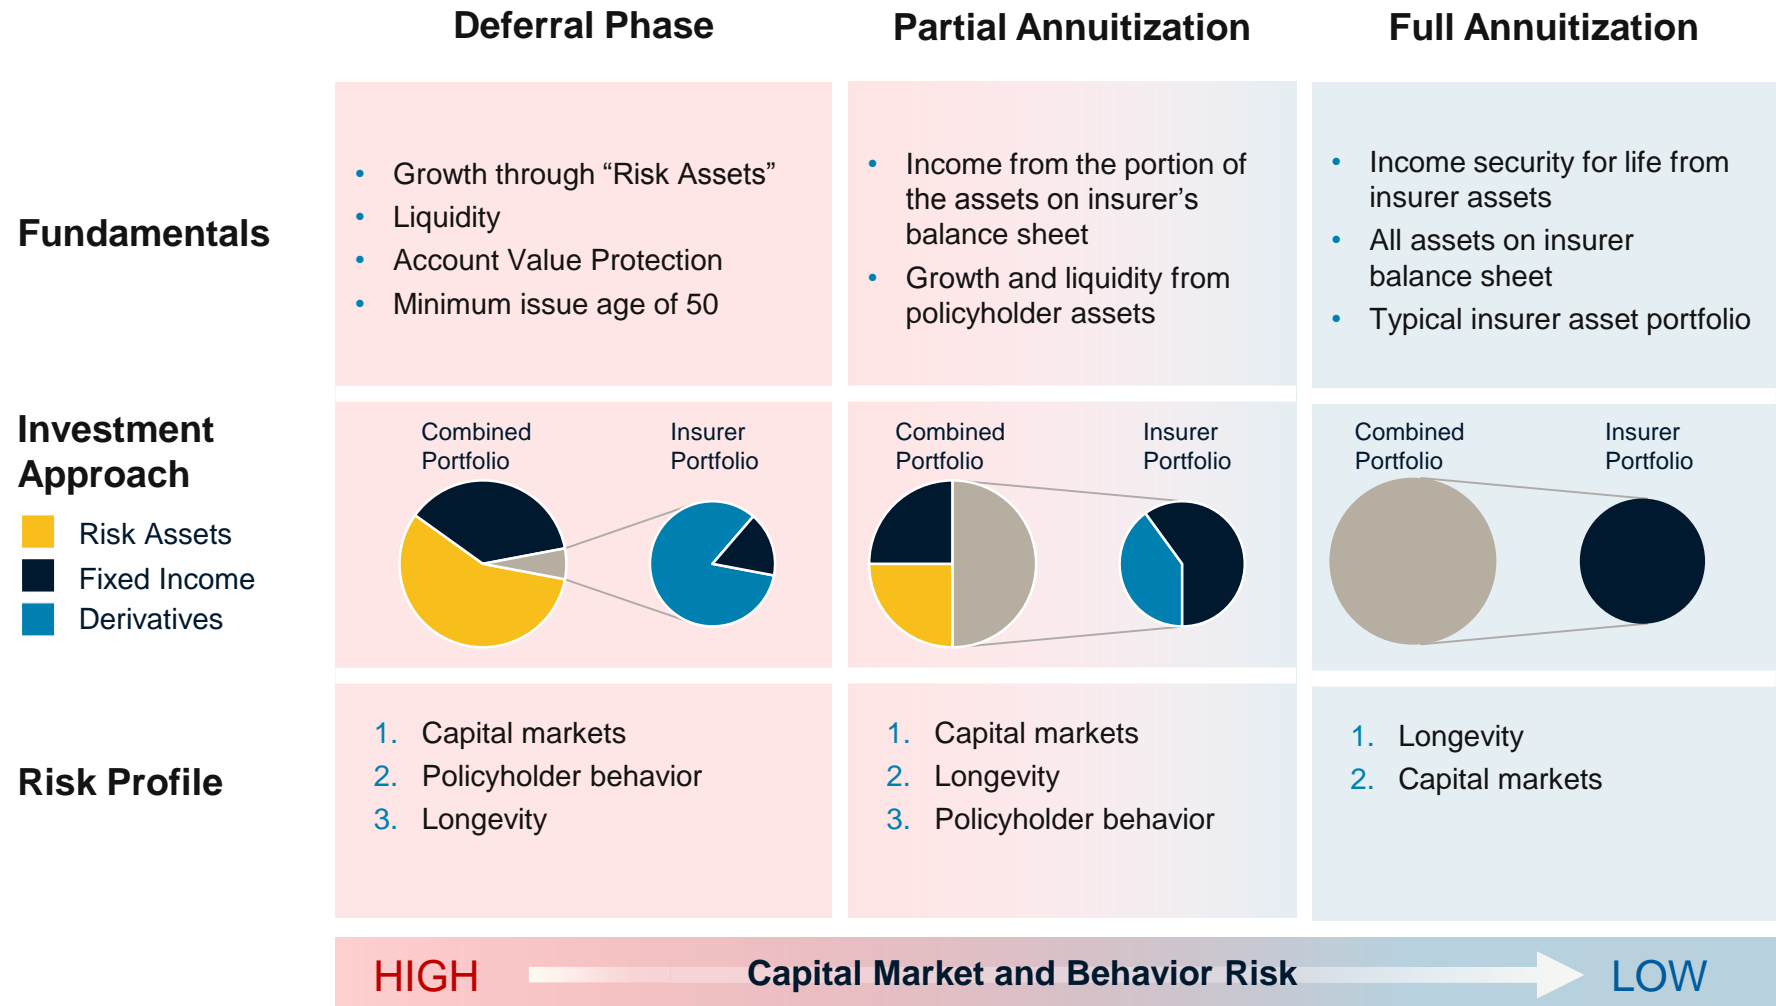 Deferral Phase
Partial Annuitization
Full Annuitization
Fundamentals
• Growth through “Risk Assets”
• Liquidity
• Account Value Protection
• Minimum issue age of 50
• Income from the portion of
the assets on insurer’s
balance sheet
• Growth and liquidity from
policyholder assets
• Income security for life from
insurer assets
• All assets on insurer
balance sheet
• Typical insurer asset portfolio
Investment
Approach
Risk Assets
Fixed Income
Derivatives
Combined
Portfolio
Insurer
Portfolio
Combined
Portfolio
Insurer
Portfolio
Combined
Portfolio
Insurer
Portfolio
Risk Profile
1. Capital markets
2. Policyholder behavior
3. Longevity
1. Capital markets
2. Longevity
3. Policyholder behavior
1. Longevity
2. Capital markets
HIGH
Capital Market and Behavior Risk
LOW